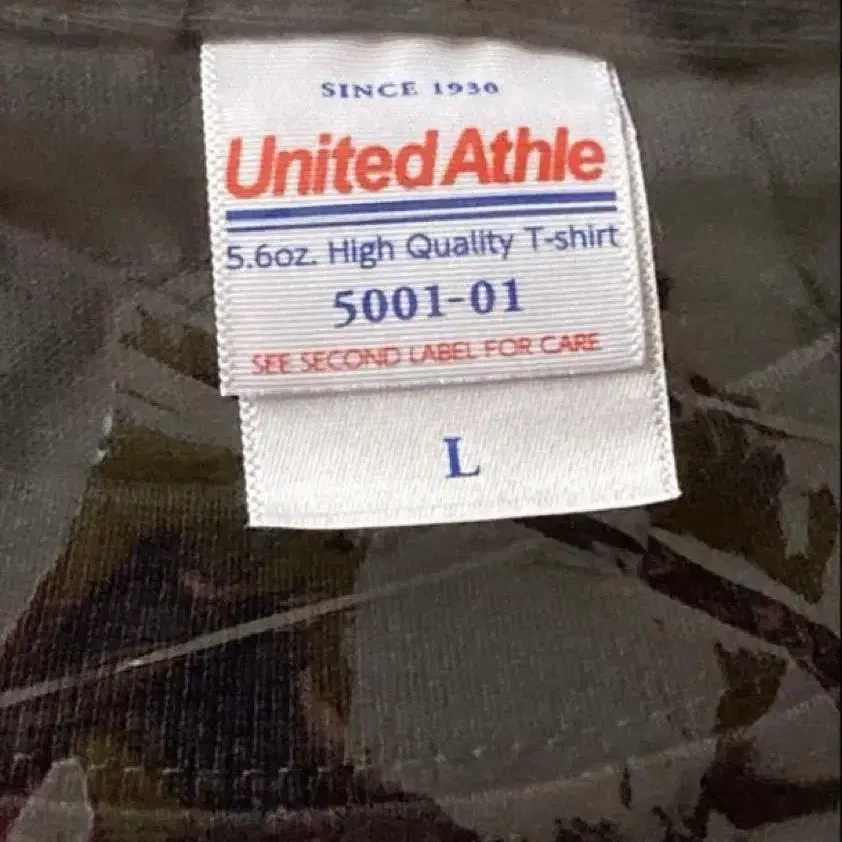 SINCE 1930
United Athle
5.6oz. High Quality T-shirt
5001-01
SEE SECOND LABEL FOR CARE
L